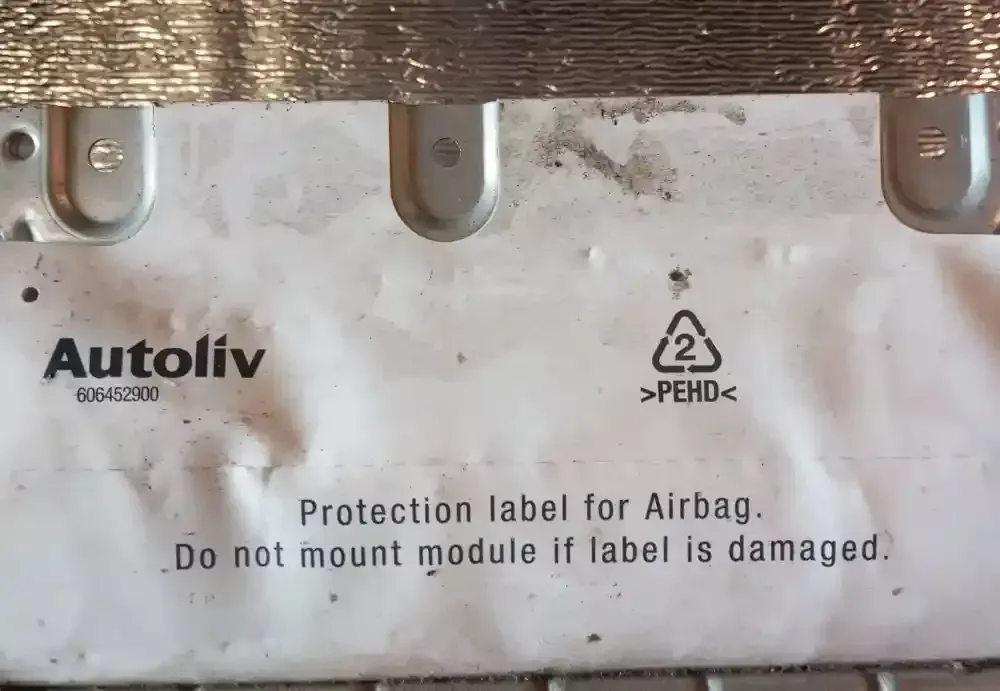 Autoliv
606452900
2
>PEHD<
Protection label for Airbag.
Do not mount module if label is damaged.